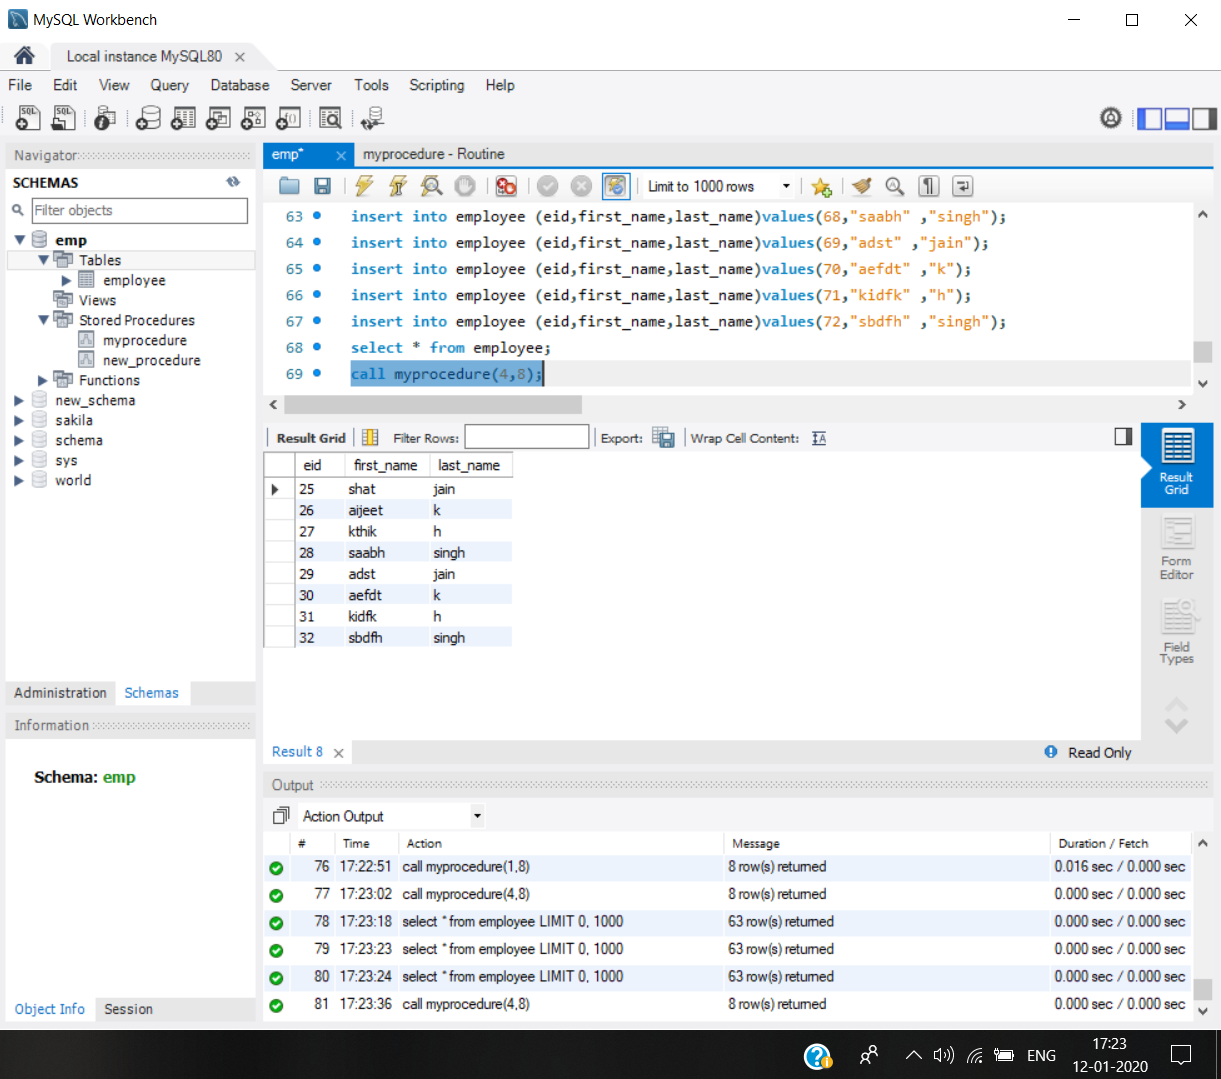 MySQL Workbench
Local instance MySQL80
File Edit View Query Database Server Tools Scripting Help
Navigator
SCHEMAS
Filter objects
emp
Tables
employee
Views
Stored Procedures
myprocedure
new_procedure
Functions
new_schema
sakila
schema
sys
world
Administration Schemas
Information
Schema: emp
Object Info Session
emp* myprocedure - Routine
Limit to 1000 rows
63 insert into employee (eid,first_name,last_name)values(68,"saabh" ,"singh");
64 insert into employee (eid,first_name,last_name)values(69,"adst" ,"jain");
65 insert into employee (eid,first_name,last_name)values(70,"aefdt" ,"k");
66 insert into employee (eid,first_name,last_name)values(71,"kidfk" ,"h");
67 insert into employee (eid,first_name,last_name)values(72,"sbdfh" ,"singh");
68 select * from employee;
69 call myprocedure(4,8);
Result Grid Filter Rows: Export: Wrap Cell Content: IA
eid first_name last_name
25 shat jain
26 aijeet k
27 kthik h
28 saabh singh
29 adst jain
30 aefdt k
31 kidfk h
32 sbdfh singh
Result
Grid
Form
Editor
Field
Types
Result 8 Read Only
Output
Action Output
# Time Action Message Duration / Fetch
76 17:22:51 call myprocedure(1,8) 8 row(s) returned 0.016 sec / 0.000 sec
77 17:23:02 call myprocedure(4,8) 8 row(s) returned 0.000 sec / 0.000 sec
78 17:23:18 select * from employee LIMIT 0, 1000 63 row(s) returned 0.000 sec / 0.000 sec
79 17:23:23 select * from employee LIMIT 0, 1000 63 row(s) returned 0.000 sec / 0.000 sec
80 17:23:24 select * from employee LIMIT 0, 1000 63 row(s) returned 0.000 sec / 0.000 sec
81 17:23:36 call myprocedure(4,8) 8 row(s) returned 0.000 sec / 0.000 sec
ENG 17:23
12-01-2020